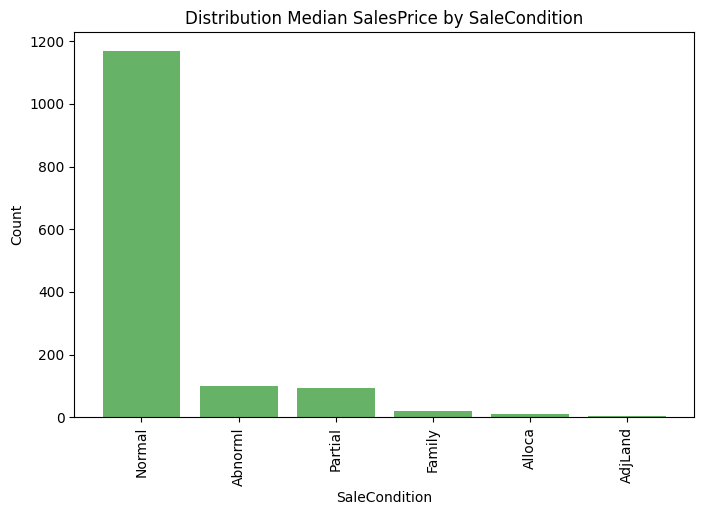 Distribution Median SalesPrice by SaleCondition
1200
1000
800
600
400
200
0
Count
Normal
Abnorml
Partial
Family
Alloca
AdjLand
SaleCondition